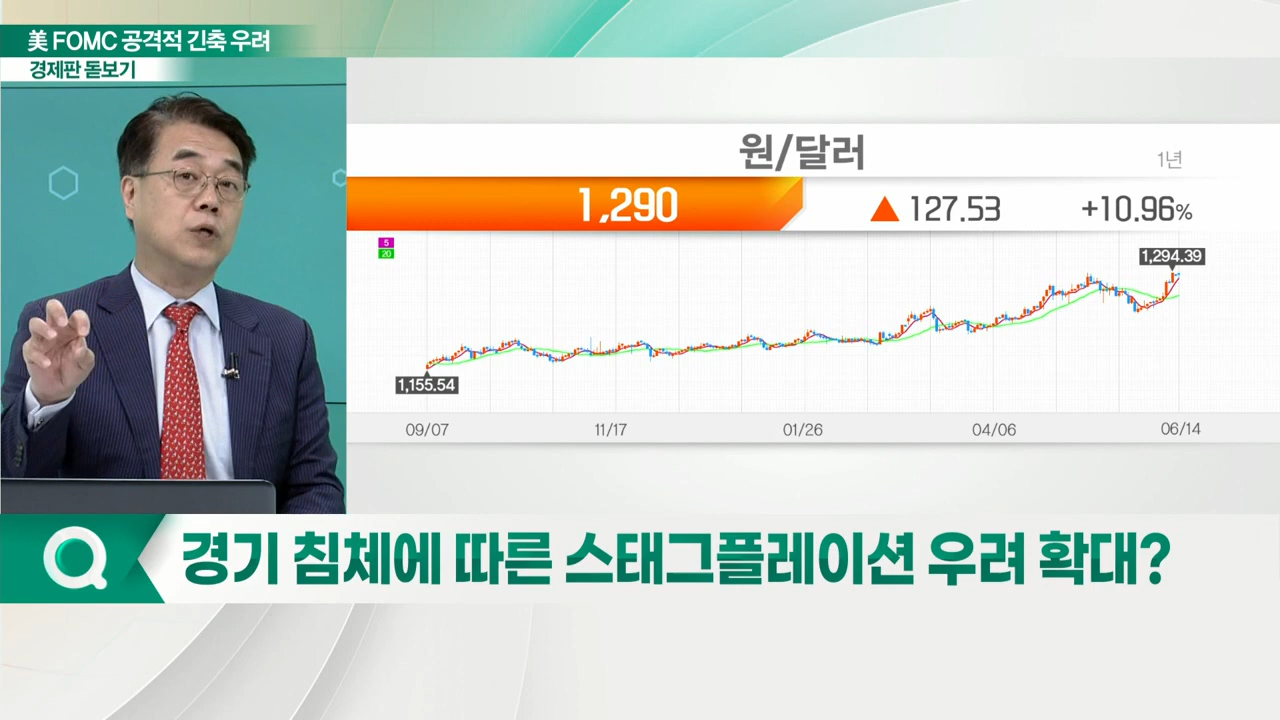 美 FOMC 공격적 긴축 우려
경제판 돋보기
원/달러
1년
1,290
▲ 127.53
+10.96%
5
20
1,294.39
1,155.54
09/07
11/17
01/26
04/06
06/14
경기 침체에 따른 스태그플레이션 우려 확대?